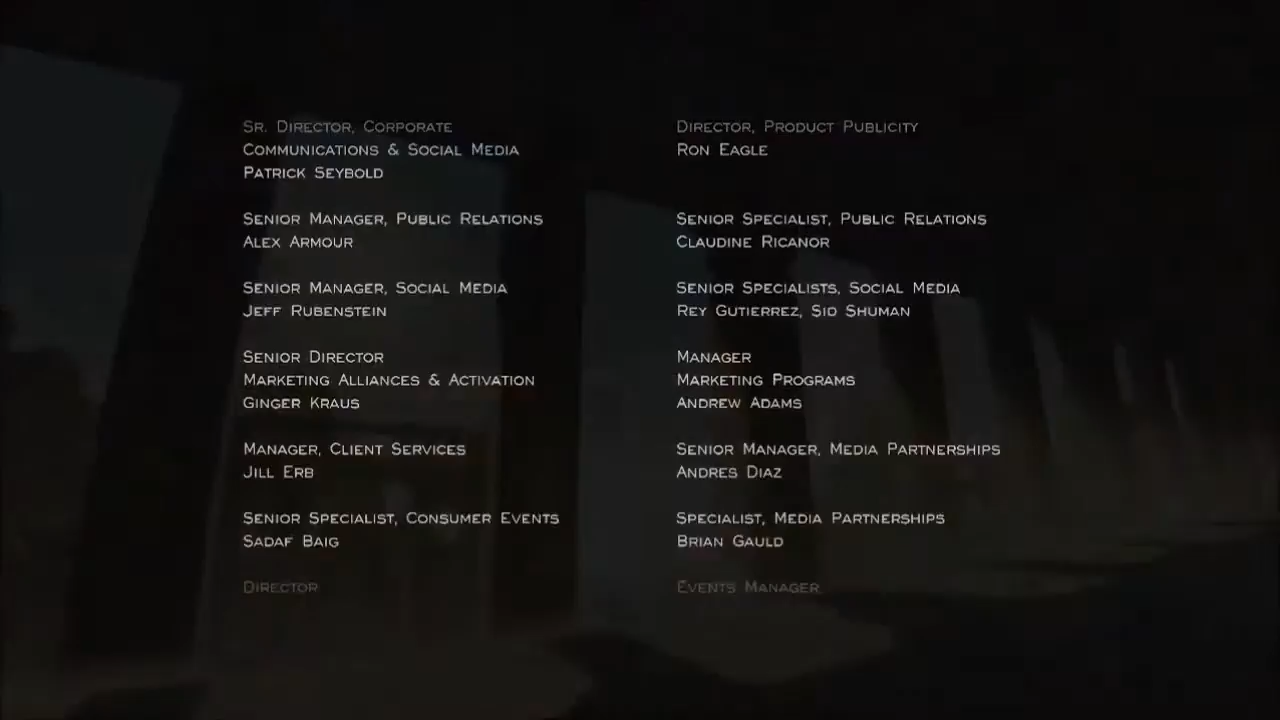 Sr. Director, Corporate
Communications & Social Media
Patrick Seybold
Director, Product Publicity
Ron Eagle
Senior Manager, Public Relations
Alex Armour
Senior Specialist, Public Relations
Claudine Ricanor
Senior Manager, Social Media
Jeff Rubenstein
Senior Specialists, Social Media
Rey Gutierrez, Sid Shuman
Senior Director
Marketing Alliances & Activation
Ginger Kraus
Manager
Marketing Programs
Andrew Adams
Manager, Client Services
Jill Erb
Senior Manager, Media Partnerships
Andres Diaz
Senior Specialist, Consumer Events
Sadaf Baig
Specialist, Media Partnerships
Brian Gauld
Director
Events Manager